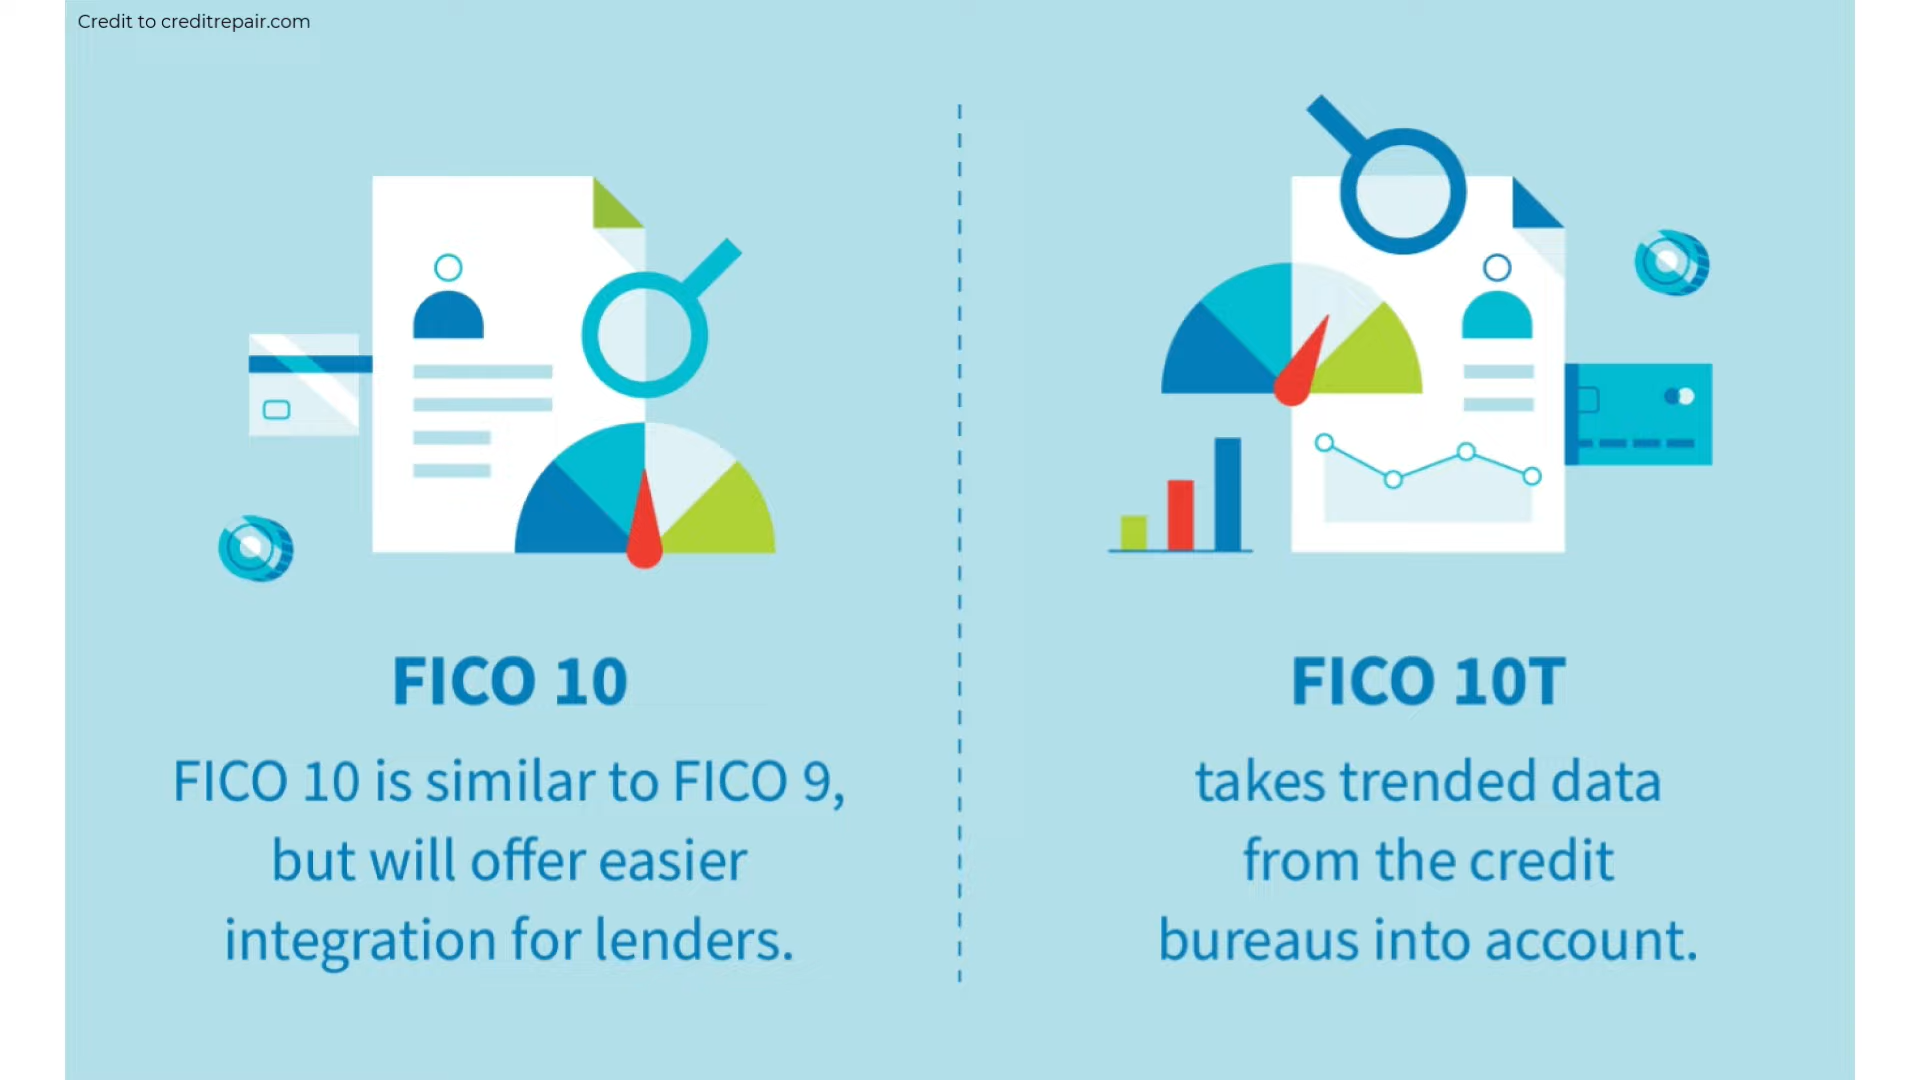 Credit to creditrepair.com
FICO 10
FICO 10 is similar to FICO 9,
but will offer easier
integration for lenders.
FICO 10T
takes trended data
from the credit
bureaus into account.